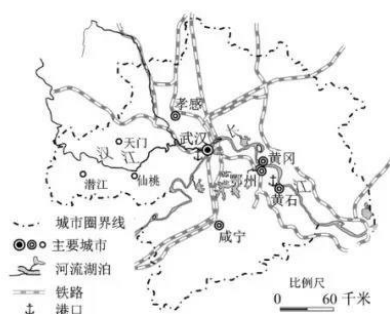 孝感
天门
武汉
长
汉
江
黄冈
潜江
仙桃
鄂州
江
黄石
咸宁
城市圈界线
主要城市
河流湖泊
铁路
港口
比例尺
0 60 千米